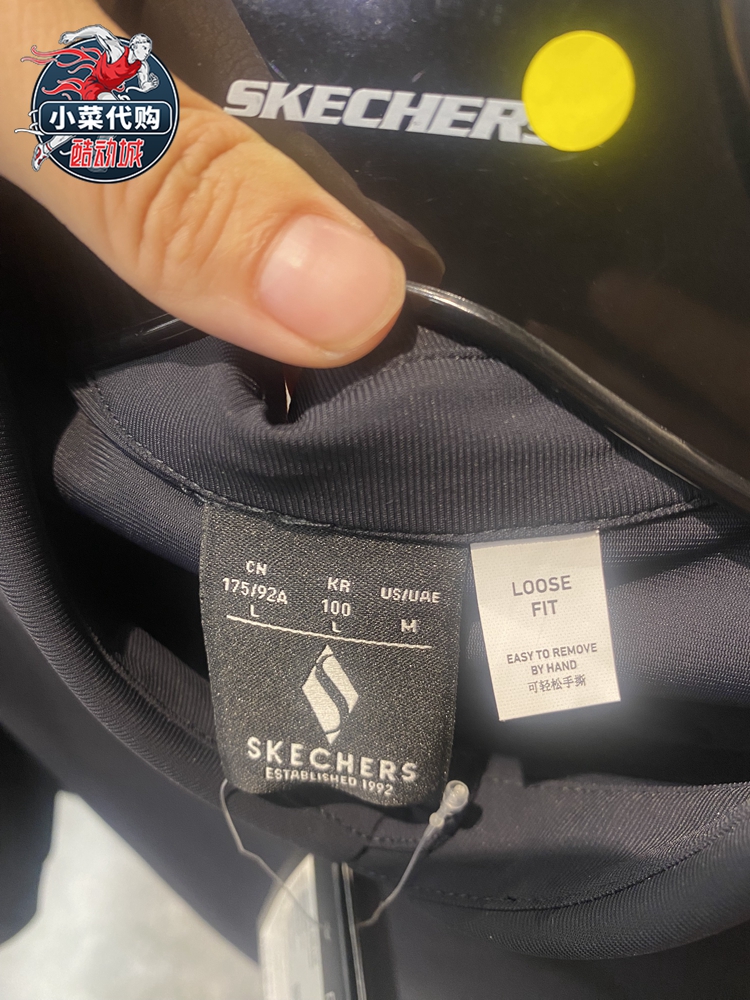 小菜代购
酷动城
SKECHERS
CN
175/92A
L
KR
100
L
US/UAE
M
SKECHERS
ESTABLISHED 1992
LOOSE
FIT
EASY TO REMOVE
BY HAND
可轻松手撕
SKECHERS